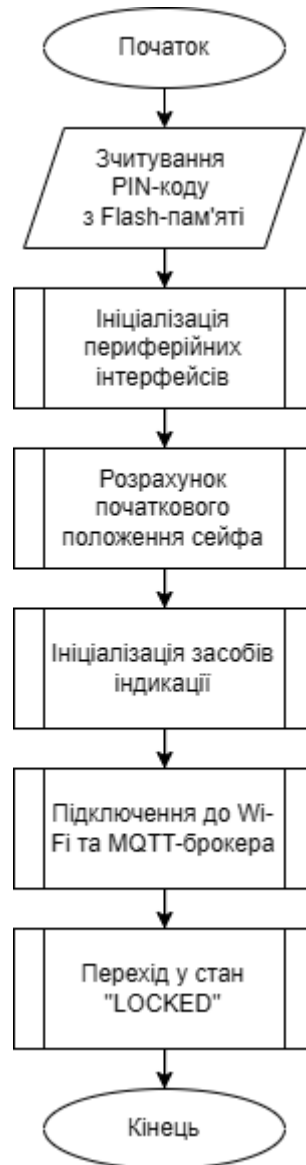 Початок
Зчитування
PIN-коду
з Flash-пам'яті
Ініціалізація
периферійних
інтерфейсів
Розрахунок
початкового
положення сейфа
Ініціалізація засобів
індикації
Підключення до Wi-
Fi та MQTT-брокера
Перехід у стан
"LOCKED"
Кінець